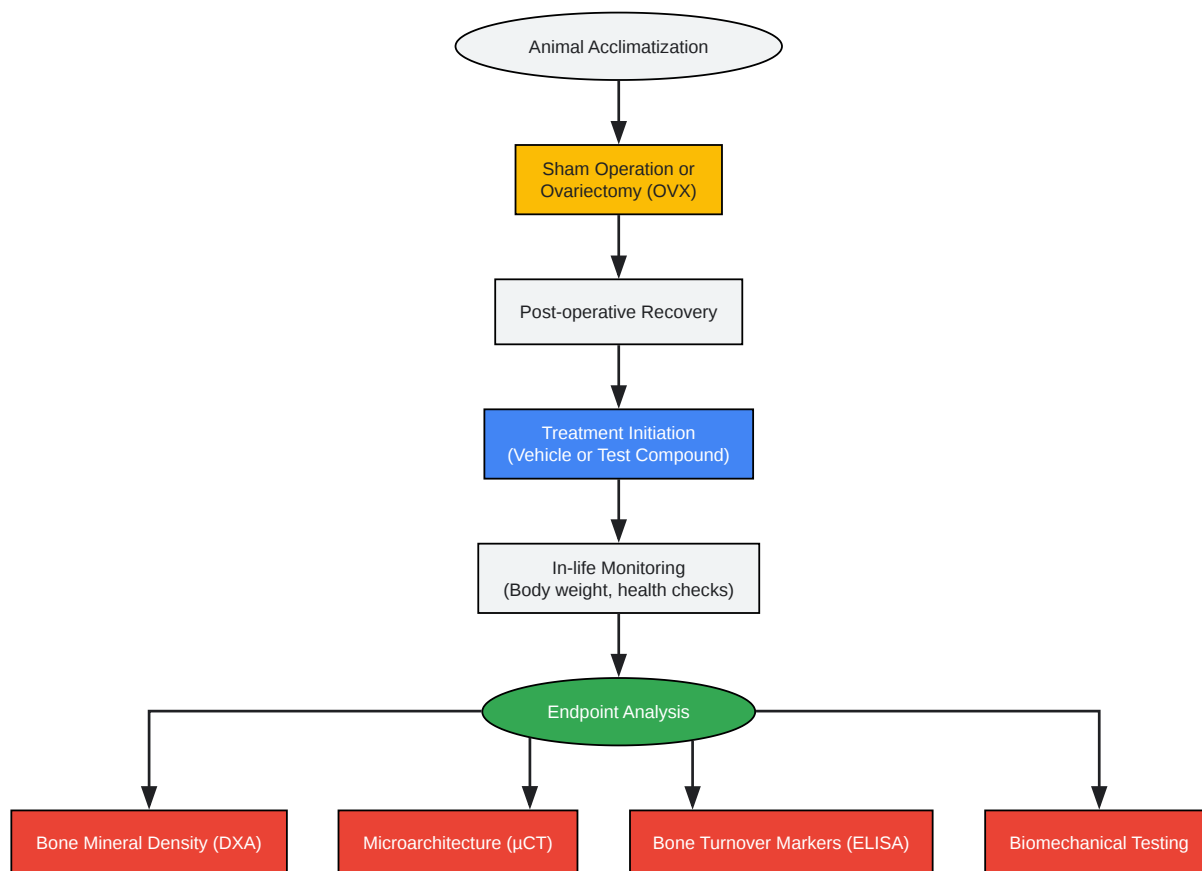 Animal Acclimatization
Sham Operation or
Ovariectomy (OVX)
Post-operative Recovery
Treatment Initiation
(Vehicle or Test Compound)
In-life Monitoring
(Body weight, health checks)
Endpoint Analysis
Bone Mineral Density (DXA)
Microarchitecture (µCT)
Bone Turnover Markers (ELISA)
Biomechanical Testing